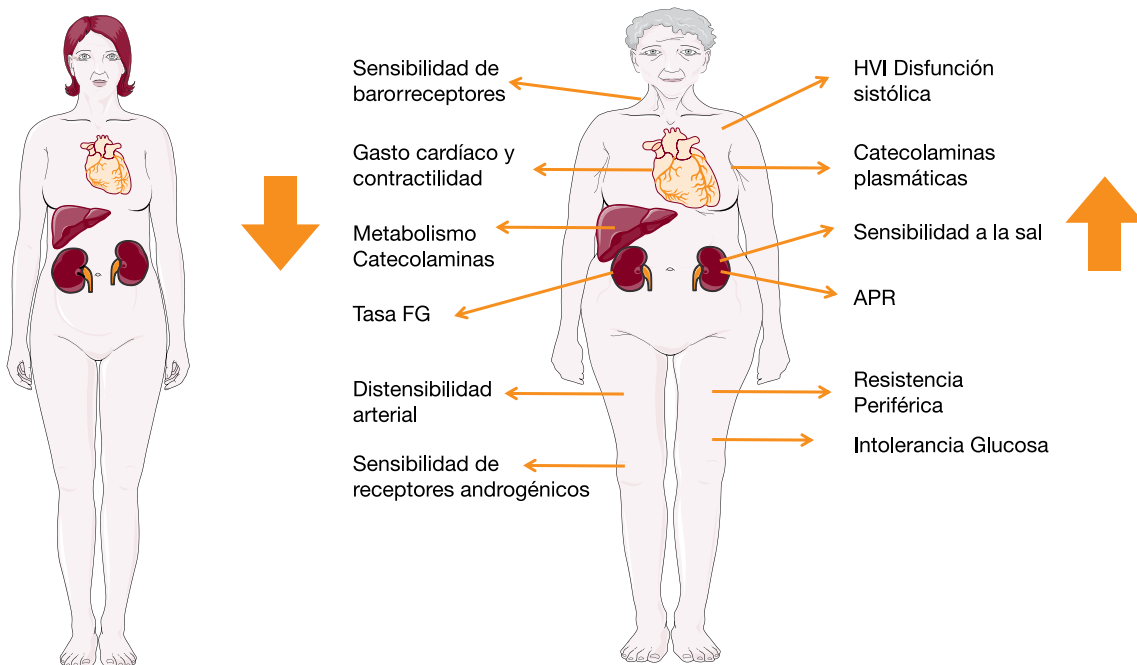 Sensibilidad de
barorreceptores
Gasto cardíaco y
contractilidad
Metabolismo
Catecolaminas
Tasa FG
Distensibilidad
arterial
Sensibilidad de
receptores androgénicos
HVI Disfunción
sistólica
Catecolaminas
plasmáticas
Sensibilidad a la sal
APR
Resistencia
Periférica
Intolerancia Glucosa